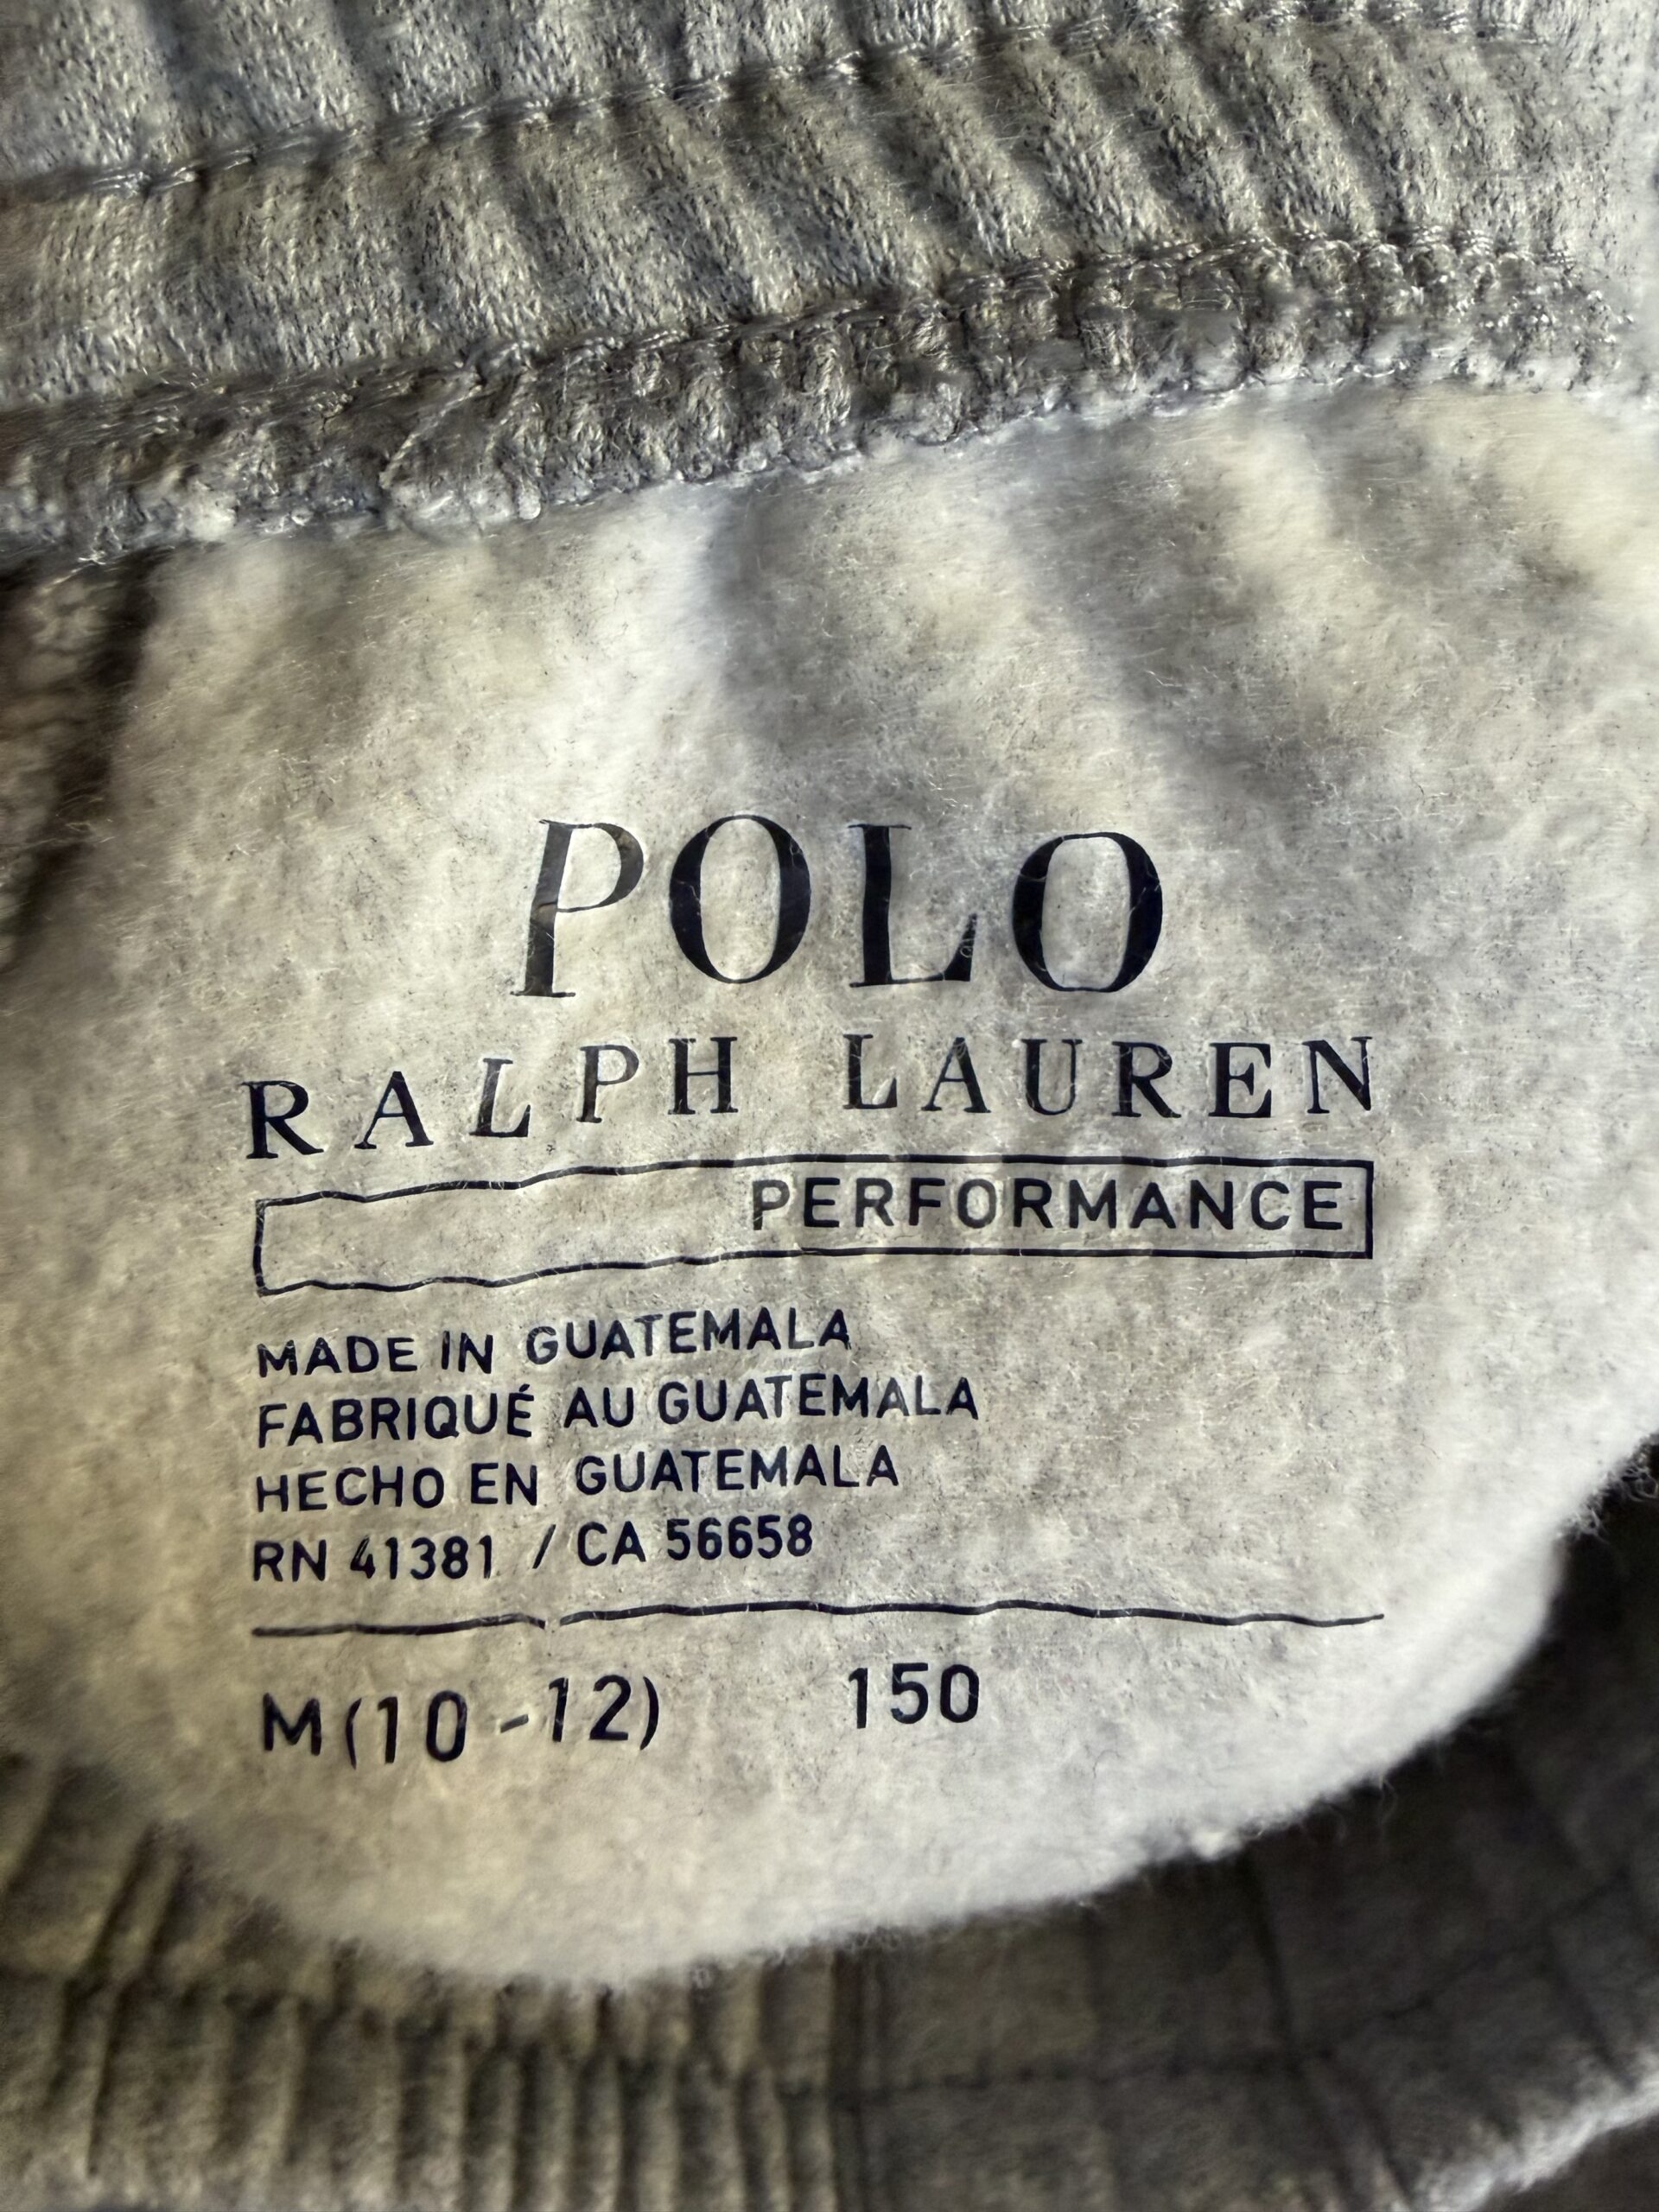 POLO
RALPH LAUREN
PERFORMANCE
MADE IN GUATEMALA
FABRIQUÉ AU GUATEMALA
HECHO EN GUATEMALA
RN 41381 / CA 56658
M(10-12) 150